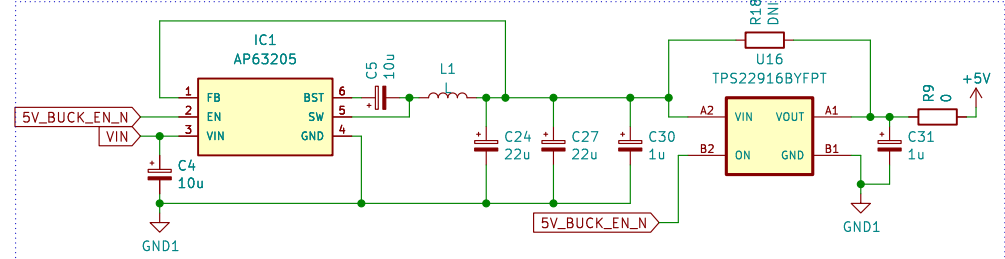 R18
DNI
IC1
AP63205
C5
10u
L1
L
U16
TPS22916BYFPT
+5V
R9
0
1
FB
BST
6
2
EN
SW
5
3
VIN
GND
4
5V_BUCK_EN_N
VIN
C4
10u
GND1
C24
22u
C27
22u
C30
1u
A2
VIN
VOUT
A1
B2
ON
GND
B1
C31
1u
5V_BUCK_EN_N
GND1